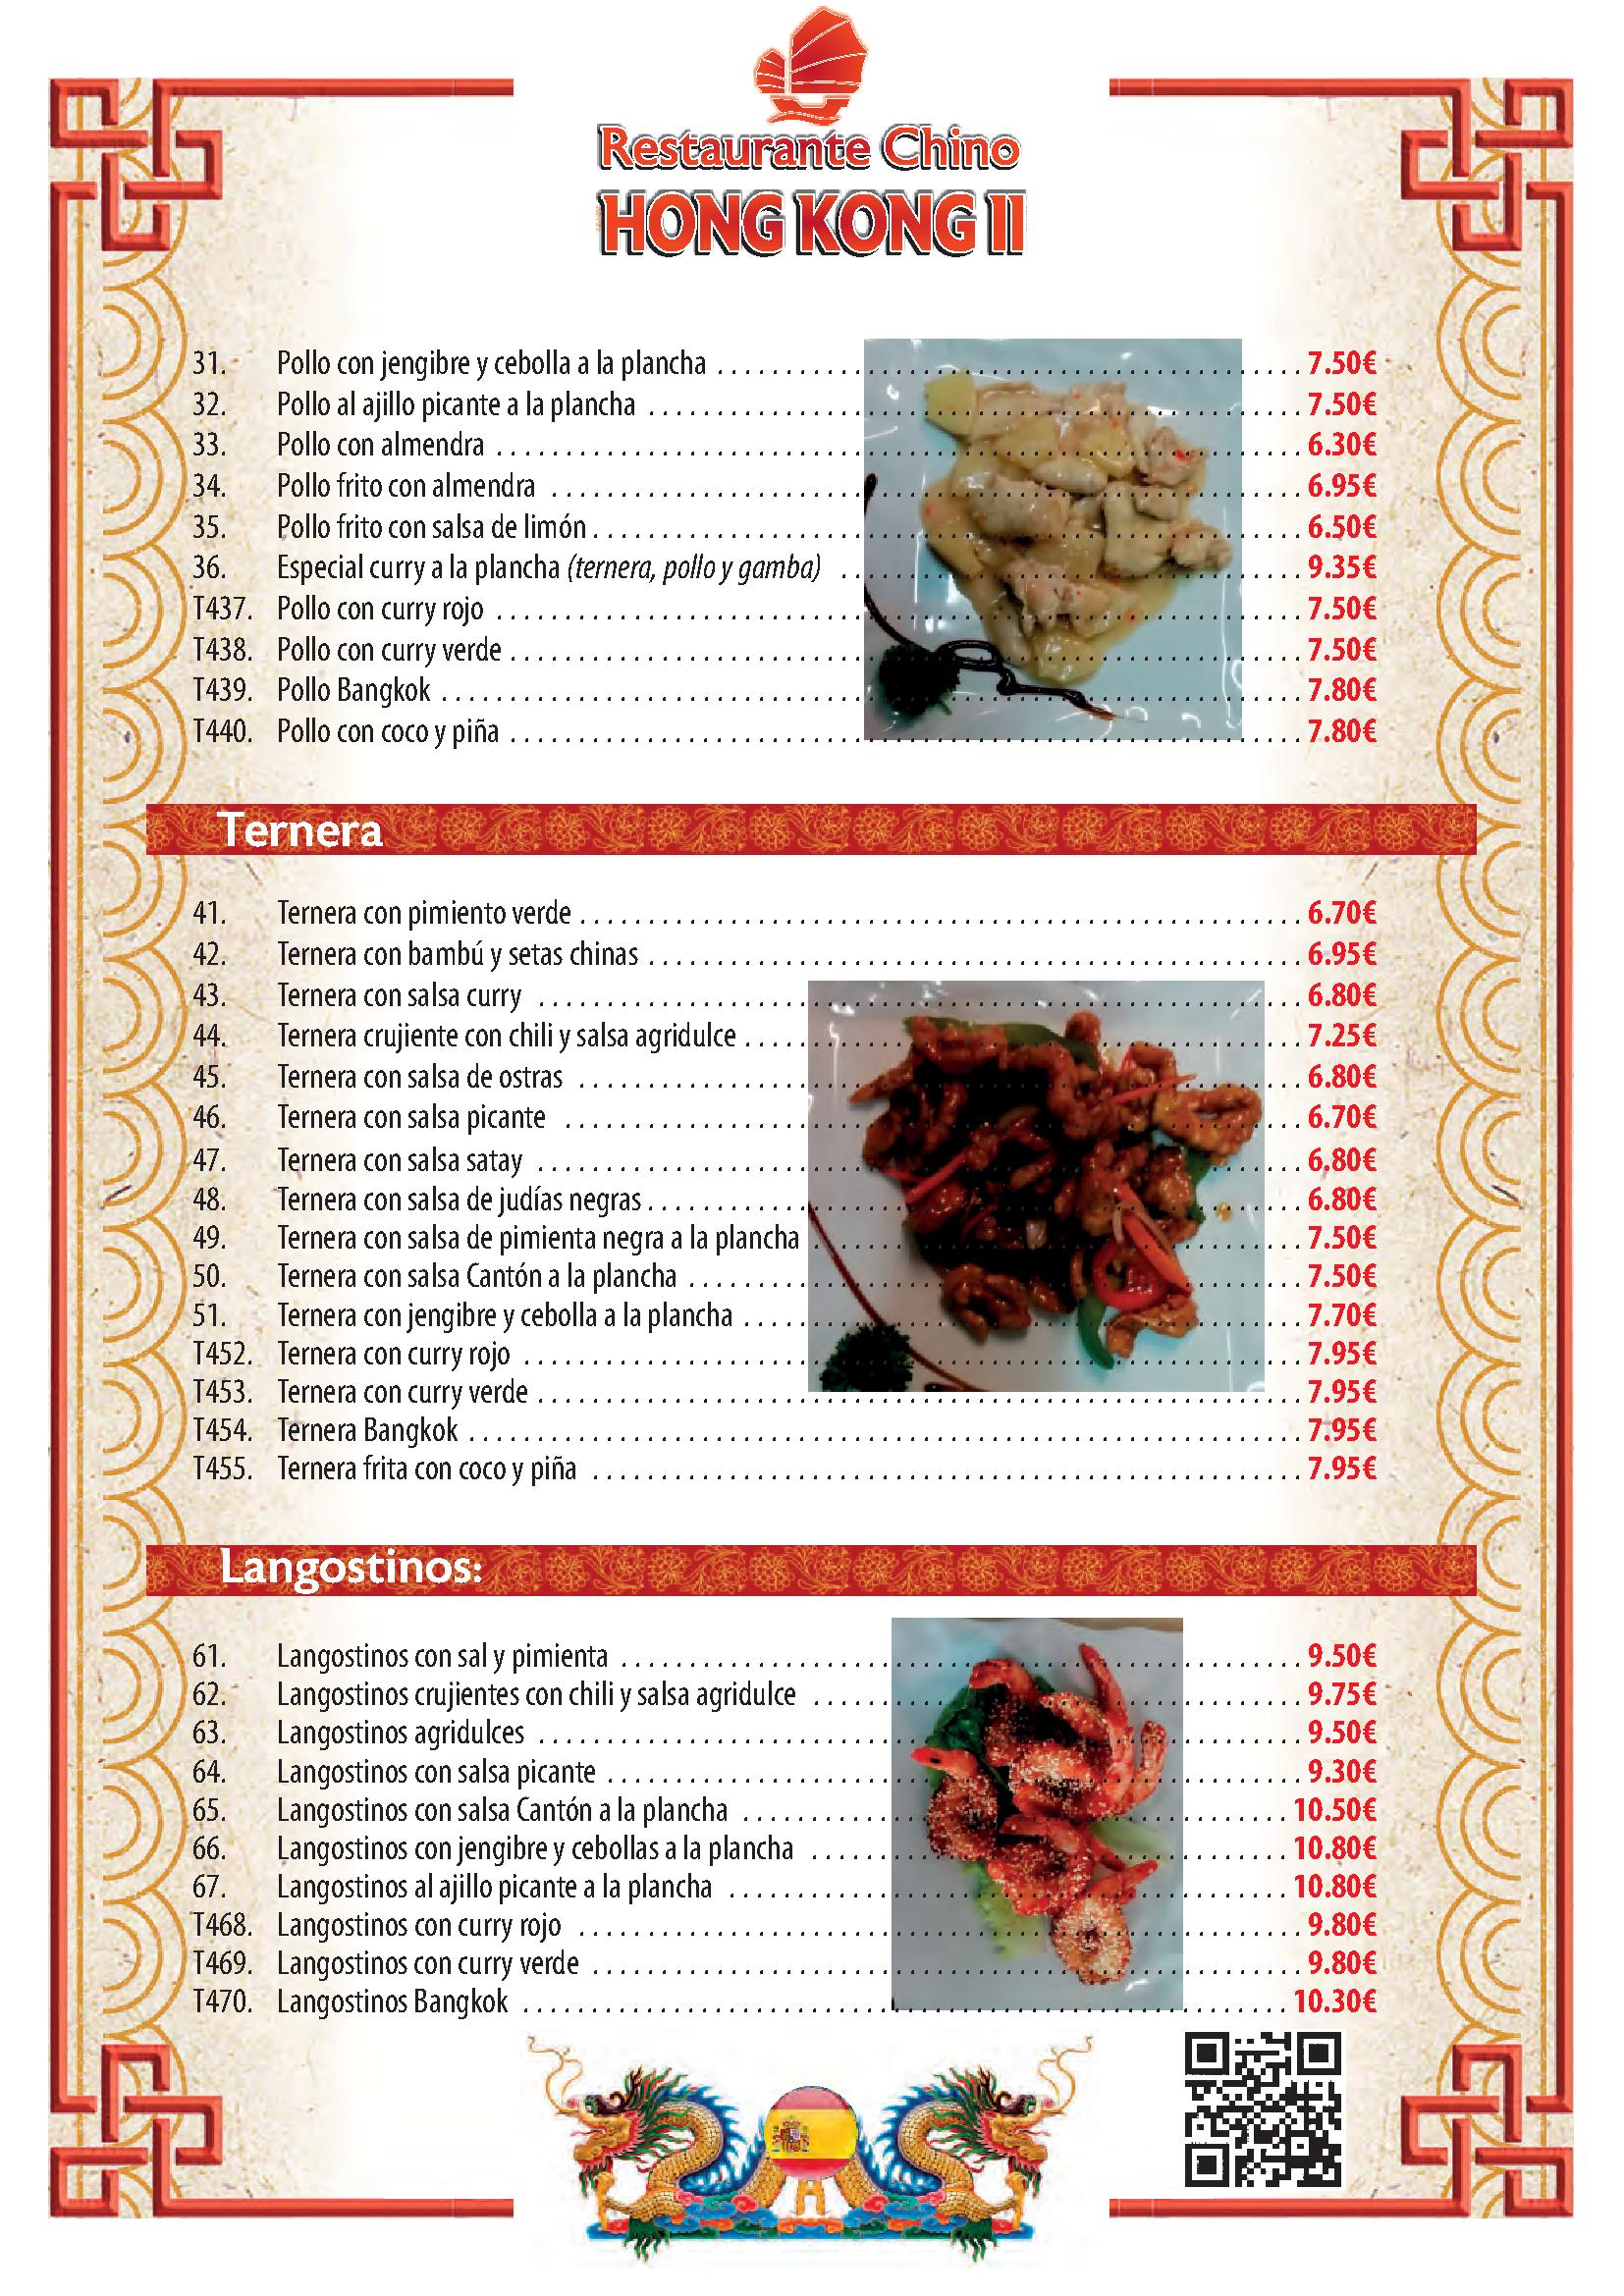 Restaurante Chino
HONG KONG II
31. Pollo con jengibre y cebolla a la plancha 7.50€
32. Pollo al ajillo picante a la plancha 7.50€
33. Pollo con almendra 6.30€
34. Pollo frito con almendra 6.95€
35. Pollo frito con salsa de limón 6.50€
36. Especial curry a la plancha (ternera, pollo y gamba) 9.35€
T437. Pollo con curry rojo 7.50€
T438. Pollo con curry verde 7.50€
T439. Pollo Bangkok 7.80€
T440. Pollo con coco y piña 7.80€
Ternera
41. Ternera con pimiento verde 6.70€
42. Ternera con bambú y setas chinas 6.95€
43. Ternera con salsa curry 6.80€
44. Ternera crujiente con chili y salsa agridulce 7.25€
45. Ternera con salsa de ostras 6.80€
46. Ternera con salsa picante 6.70€
47. Ternera con salsa satay 6.80€
48. Ternera con salsa de judías negras 6.80€
49. Ternera con salsa de pimienta negra a la plancha 7.50€
50. Ternera con salsa Cantón a la plancha 7.50€
51. Ternera con jengibre y cebolla a la plancha 7.70€
T452. Ternera con curry rojo 7.95€
T453. Ternera con curry verde 7.95€
T454. Ternera Bangkok 7.95€
T455. Ternera frita con coco y piña 7.95€
Langostinos:
61. Langostinos con sal y pimienta 9.50€
62. Langostinos crujientes con chili y salsa agridulce 9.75€
63. Langostinos agridulces 9.50€
64. Langostinos con salsa picante 9.30€
65. Langostinos con salsa Cantón a la plancha 10.50€
66. Langostinos con jengibre y cebollas a la plancha 10.80€
67. Langostinos al ajillo picante a la plancha 10.80€
T468. Langostinos con curry rojo 9.80€
T469. Langostinos con curry verde 9.80€
T470. Langostinos Bangkok 10.30€